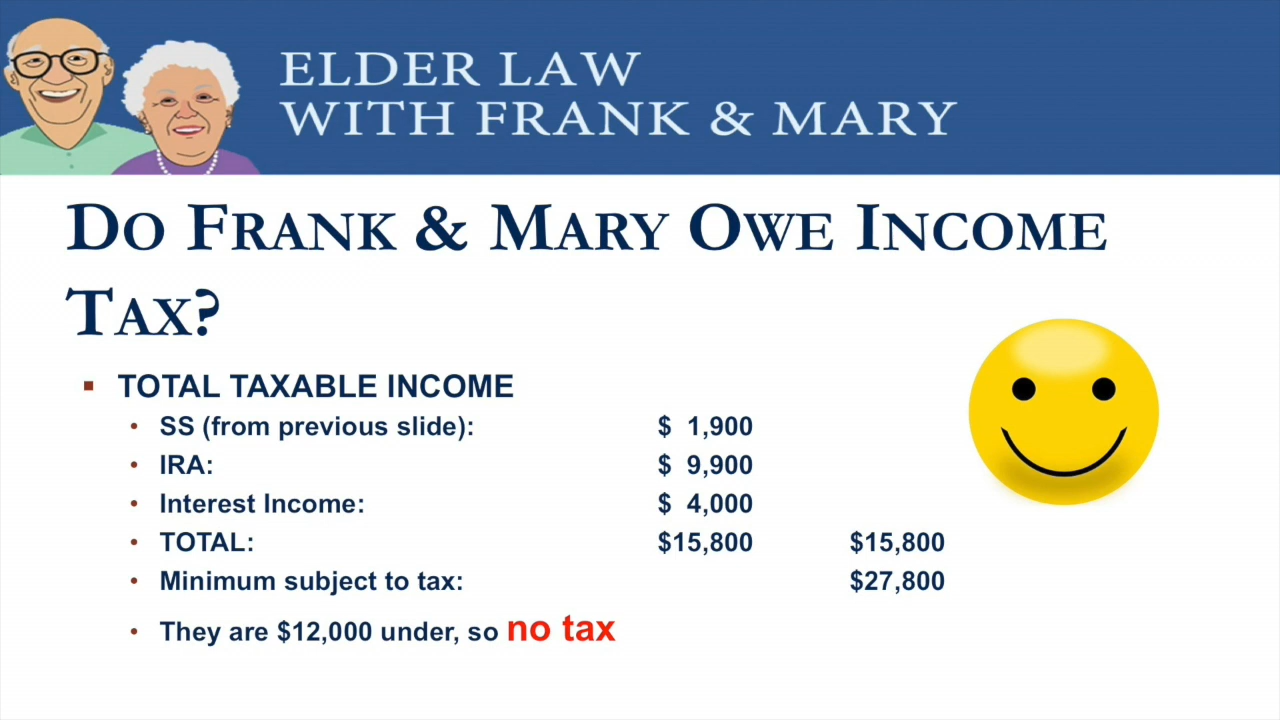 ELDER LAW
WITH FRANK & MARY
DO FRANK & MARY OWE INCOME
TAX?
▪ TOTAL TAXABLE INCOME
• SS (from previous slide): $ 1,900
• IRA: $ 9,900
• Interest Income: $ 4,000
• TOTAL: $15,800 $15,800
• Minimum subject to tax: $27,800
• They are $12,000 under, so no tax